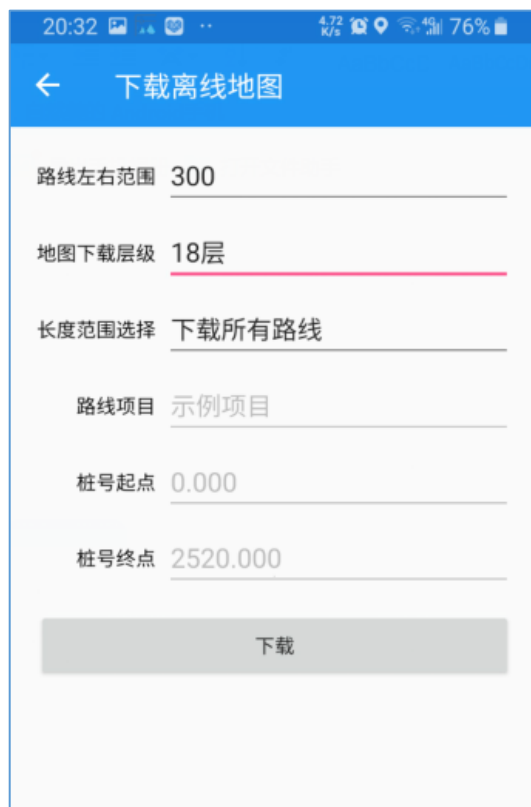 20:32 4.72 K/s 4G 76%
下载离线地图
路线左右范围 300
地图下载层级 18层
长度范围选择 下载所有路线
路线项目 示例项目
桩号起点 0.000
桩号终点 2520.000
下载